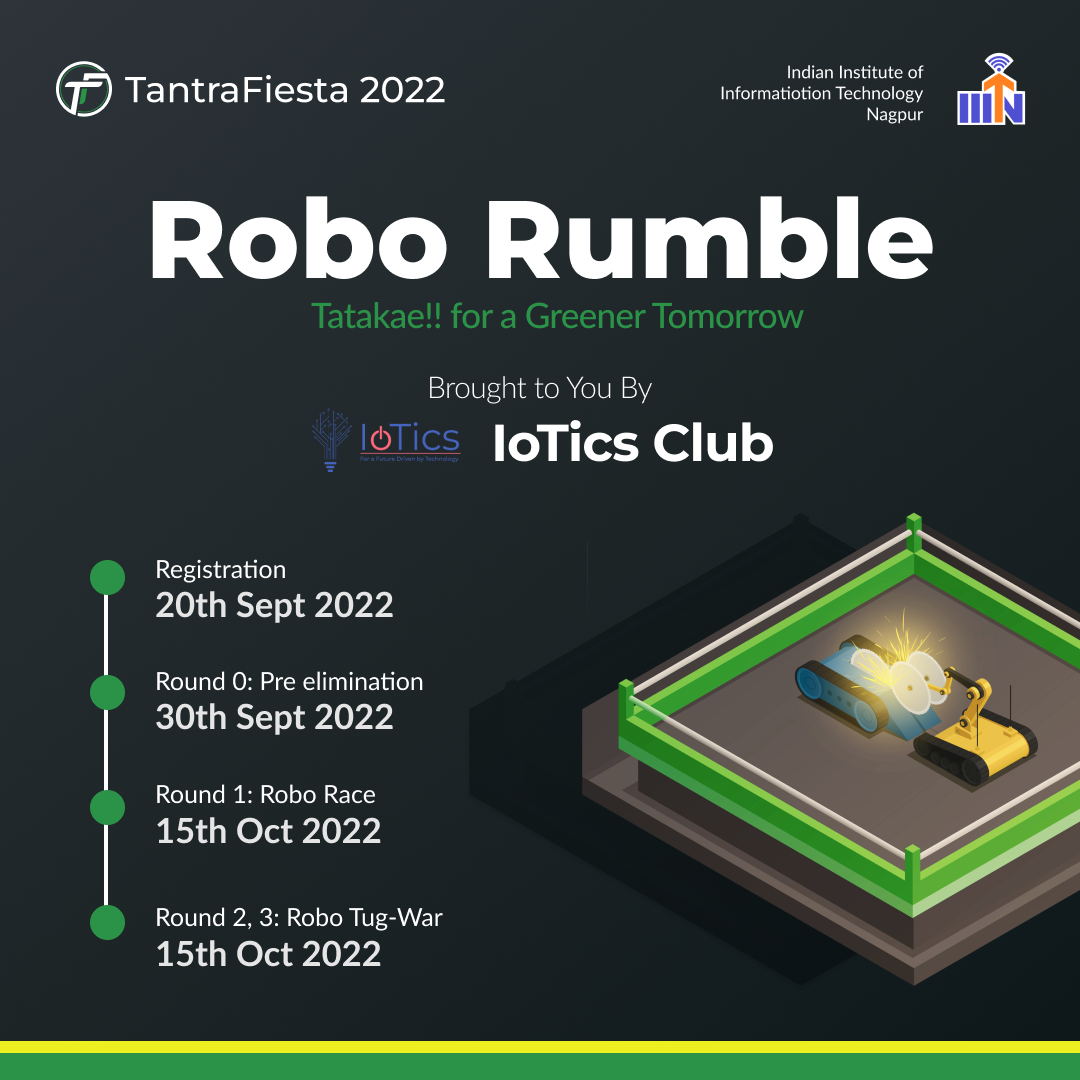 TantraFiesta 2022
Indian Institute of
Informatiotion Technology
Nagpur
Robo Rumble
Tatakae!! for a Greener Tomorrow
Brought to You By
IoTics
For a Future Driven by Technology
IoTics Club
Registration
20th Sept 2022
Round 0: Pre elimination
30th Sept 2022
Round 1: Robo Race
15th Oct 2022
Round 2, 3: Robo Tug-War
15th Oct 2022